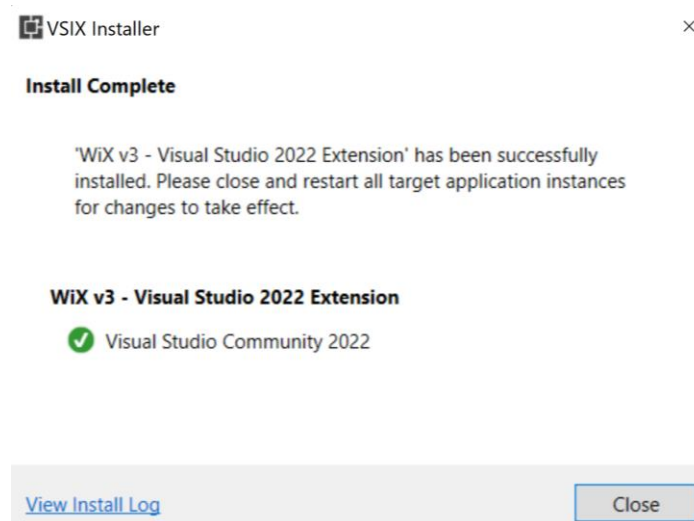 VSIX Installer
Install Complete
'WiX v3 - Visual Studio 2022 Extension' has been successfully
installed. Please close and restart all target application instances
for changes to take effect.
WiX v3 - Visual Studio 2022 Extension
Visual Studio Community 2022
View Install Log
Close